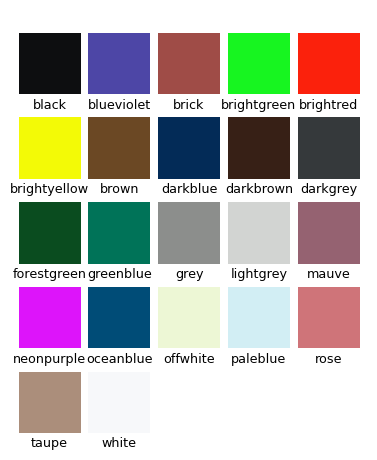 black blueviolet brick brightgreen brightred
brightyellow brown darkblue darkbrown darkgrey
forestgreen greenblue grey lightgrey mauve
neonpurple oceanblue offwhite paleblue rose
taupe white